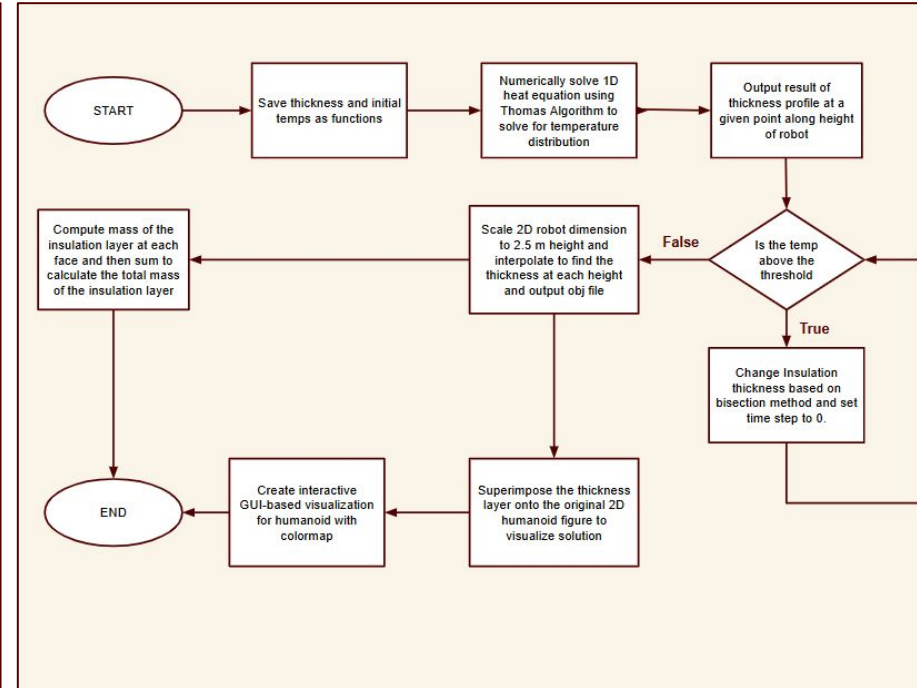 START
Save thickness and initial
temps as functions
Numerically solve 1D
heat equation using
Thomas Algorithm to
solve for temperature
distribution
Output result of
thickness profile at a
given point along height
of robot
Is the temp
above the
threshold
False
True
Scale 2D robot dimension
to 2.5 m height and
interpolate to find the
thickness at each height
and output obj file
Compute mass of the
insulation layer at each
face and then sum to
calculate the total mass
of the insulation layer
Change Insulation
thickness based on
bisection method and set
time step to 0.
Superimpose the thickness
layer onto the original 2D
humanoid figure to
visualize solution
Create interactive
GUI-based visualization
for humanoid with
colormap
END